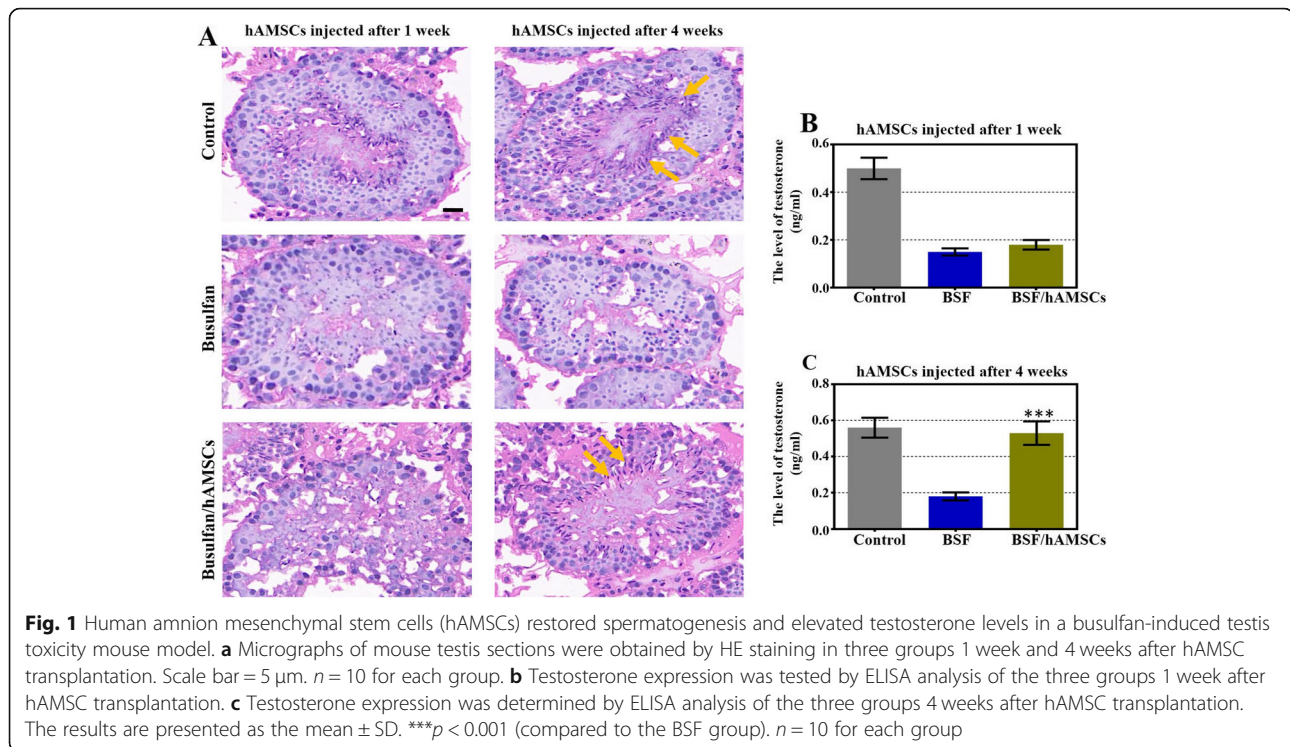 A
hAMSCs injected after 1 week
hAMSCs injected after 4 weeks
Control
Busulfan
Busulfan/hAMSCs
B
hAMSCs injected after 1 week
The level of testosterone
(ng/ml)
0.6
0.4
0.2
0.0
Control BSF BSF/hAMSCs
C
hAMSCs injected after 4 weeks
The level of testosterone
(ng/ml)
0.8
0.6
0.4
0.2
0.0
***
Control BSF BSF/hAMSCs
Fig. 1 Human amnion mesenchymal stem cells (hAMSCs) restored spermatogenesis and elevated testosterone levels in a busulfan-induced testis
toxicity mouse model. a Micrographs of mouse testis sections were obtained by HE staining in three groups 1 week and 4 weeks after hAMSC
transplantation. Scale bar = 5 μm. n = 10 for each group. b Testosterone expression was tested by ELISA analysis of the three groups 1 week after
hAMSC transplantation. c Testosterone expression was determined by ELISA analysis of the three groups 4 weeks after hAMSC transplantation.
The results are presented as the mean ± SD. ***p < 0.001 (compared to the BSF group). n = 10 for each group